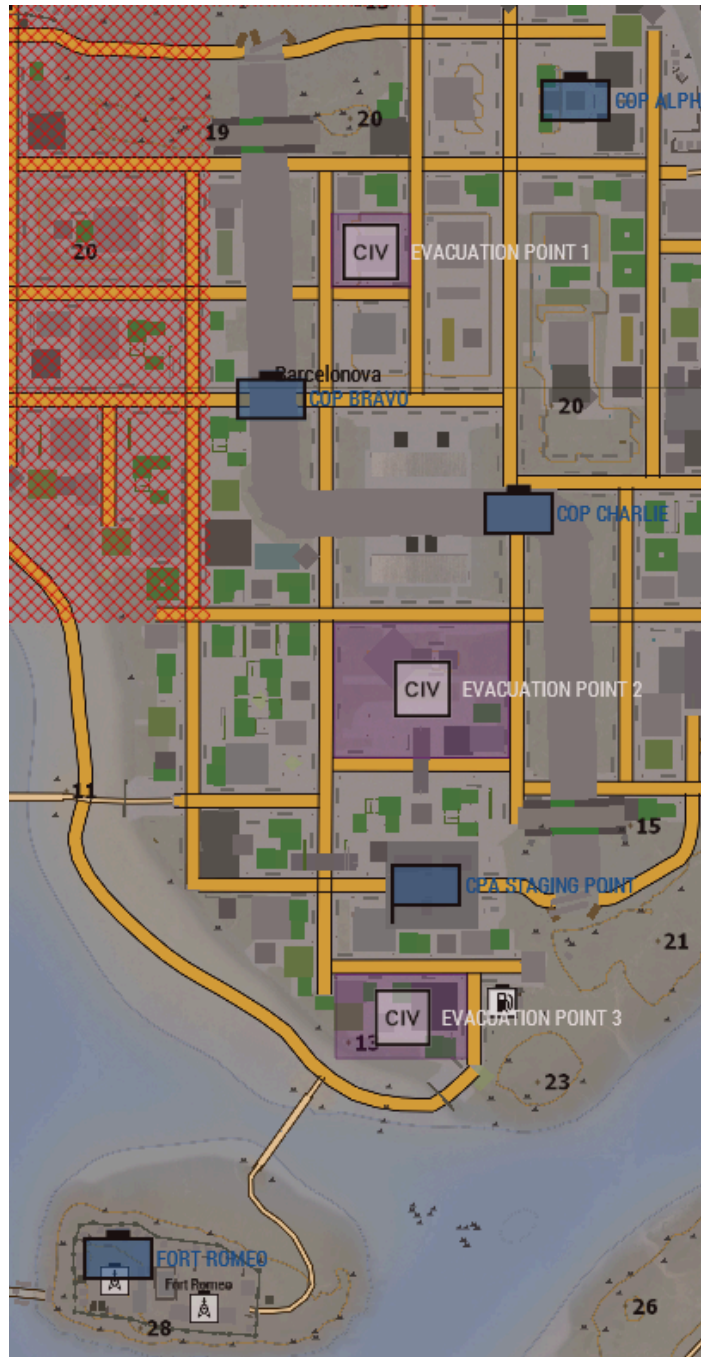 COP ALPH
19
20
CIV
EVACUATION POINT 1
20
Barcelonova
COP BRAVO
20
COP CHARLIE
CIV
EVACUATION POINT 2
11
15
CPA STAGING POINT
21
CIV
EVACUATION POINT 3
13
23
FORT ROMEO
Fort Romeo
28
26